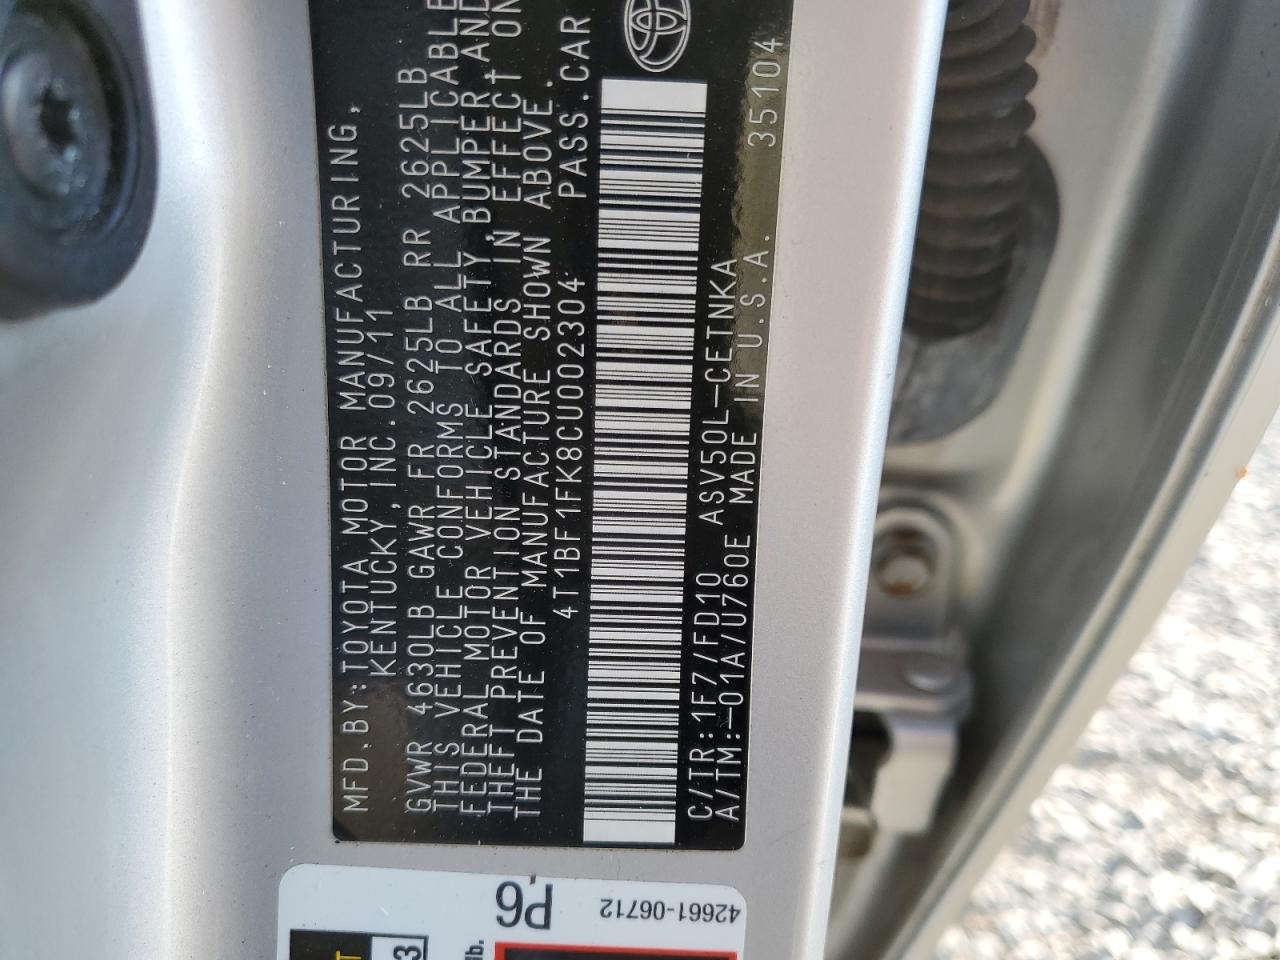 MFD.BY:TOYOTA MOTOR MANUFACTURING,
KENTUCKY,INC.09/11
GVWR 4630LB GAWR FR 2625LB RR 2625LB
THIS VEHICLE CONFORMS TO ALL APPLICABLE
FEDERAL MOTOR VEHICLE SAFETY,BUMPER,AND
THEFT PREVENTION STANDARDS IN EFFECT ON
THE DATE OF MANUFACTURE SHOWN ABOVE.
4T1BF1FK8CU002304 PASS.CAR
C/TR:1F7/FD10 ASV50L-CETNKA
A/TM:-01A/U760E MADE IN U.S.A. 35104
P6
42661-06712
3
lb.